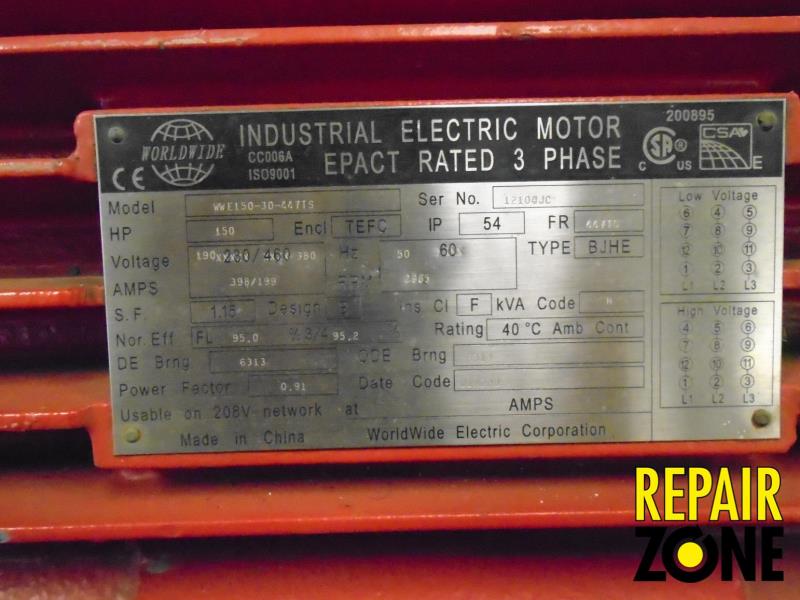 WORLDWIDE
INDUSTRIAL ELECTRIC MOTOR
CC006A
ISO9001
EPACT RATED 3 PHASE
CE
200895
CSA
SA ®
C US
E
Model WWE150-30-447TS Ser No. 12100JC
HP 150 Encl TEFC IP 54 FR 447TS
Voltage 230/460 Hz 50 60 TYPE BJHE
AMPS 398/199
S.F. 1.15 Design Ins Cl F kVA Code
Nor.Eff FL 95.0 % 3/4 95.2 % Rating 40 °C Amb Cont
DE Brng 6313 ODE Brng
Power Factor 0.91 Date Code
Usable on 208V network at AMPS
Made in China WorldWide Electric Corporation
Low Voltage
6 4 5
7 8 9
12 10 11
1 2 3
L1 L2 L3
High Voltage
4 5 6
7 8 9
12 10 11
1 2 3
L1 L2 L3
REPAIR
ZONE